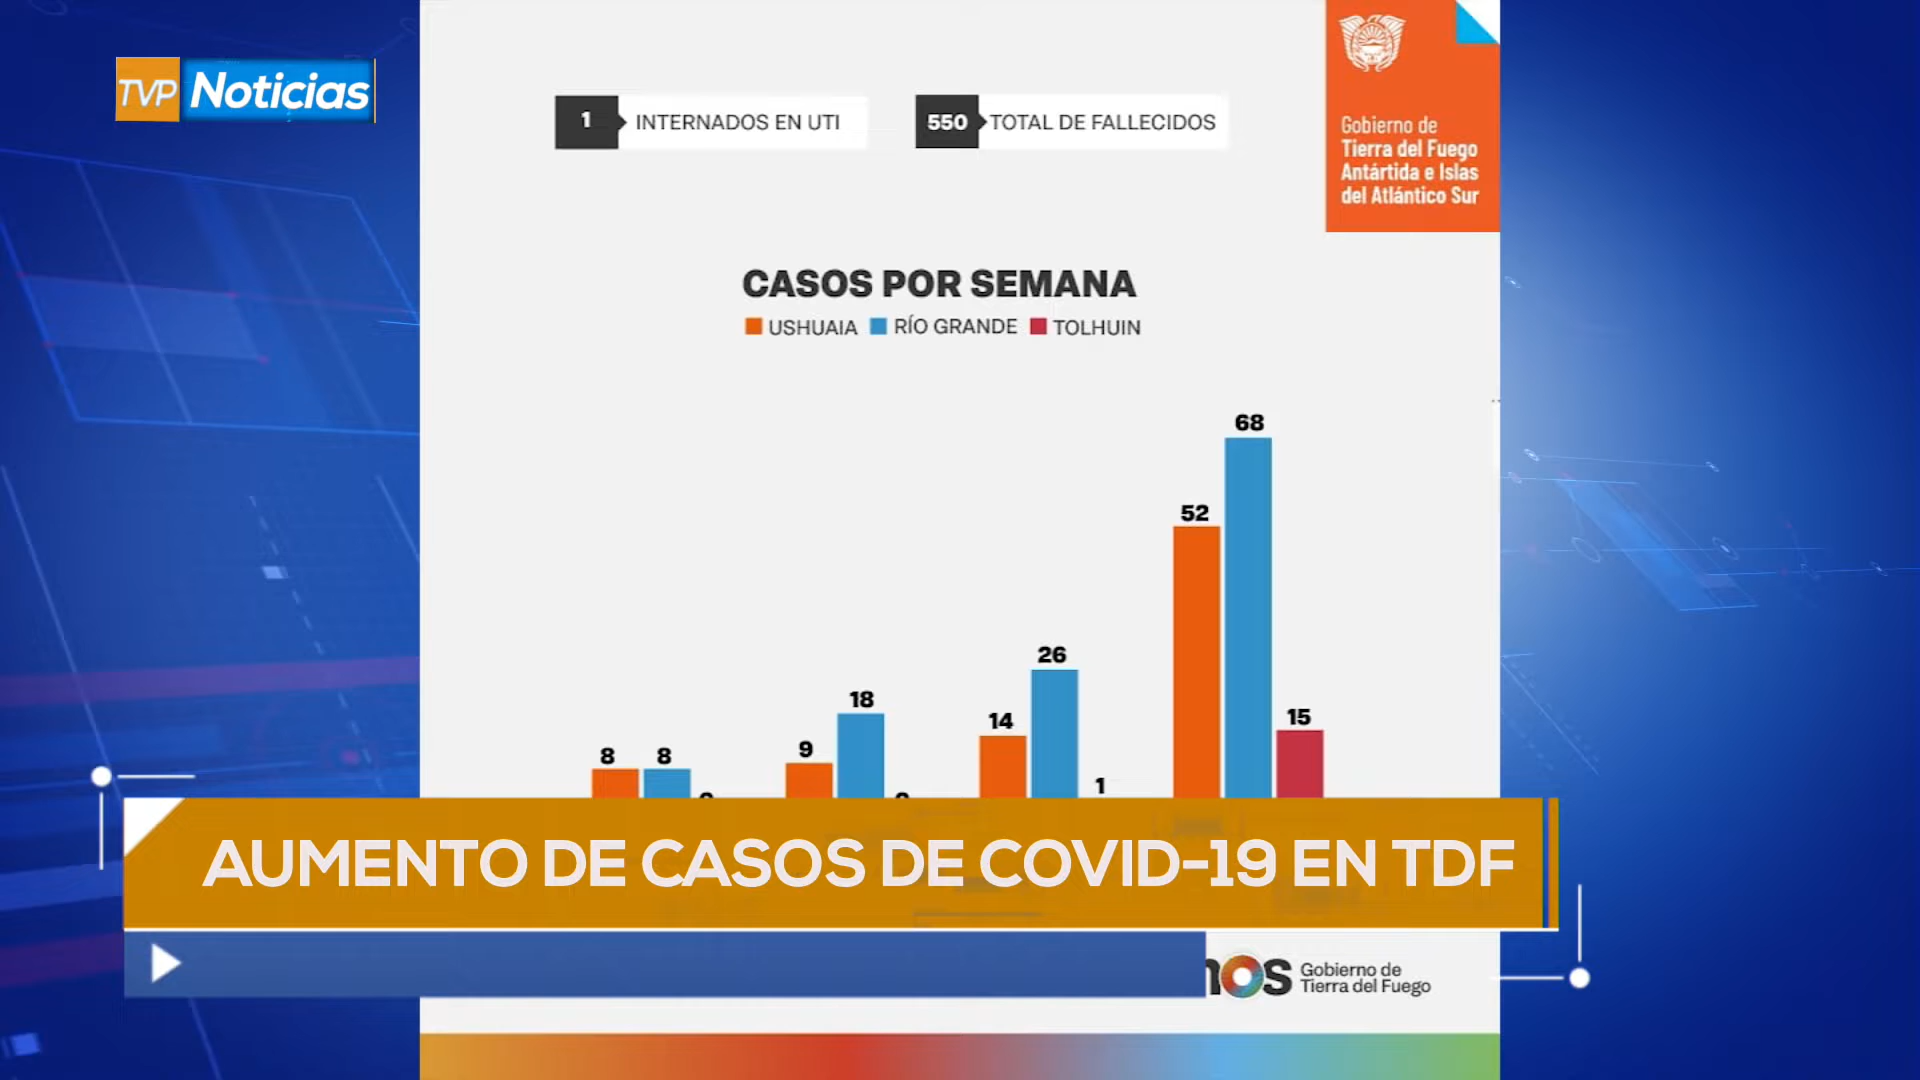 TVP Noticias
1 INTERNADOS EN UTI
550 TOTAL DE FALLECIDOS
Gobierno de
Tierra del Fuego
Antártida e Islas
del Atlántico Sur
CASOS POR SEMANA
USHUAIA RÍO GRANDE TOLHUIN
68
52
26
18
14
15
9
8 8
1
AUMENTO DE CASOS DE COVID-19 EN TDF
Gobierno de
Tierra del Fuego